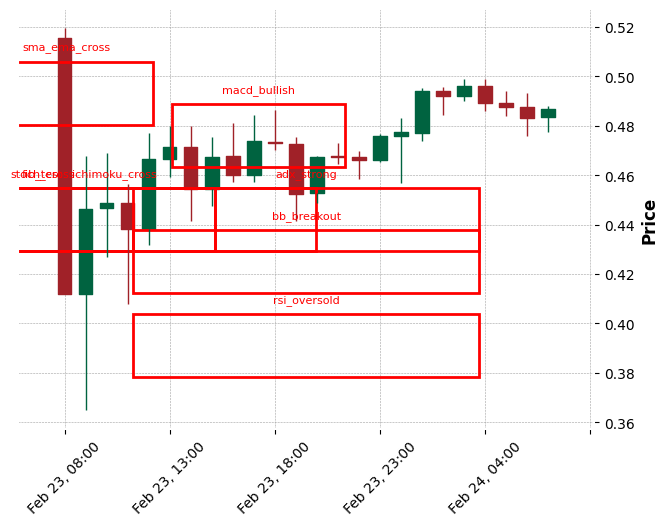 sma_ema_cross
macd_bullish
adx_strong
bb_breakout
rsi_oversold
0.52
0.50
0.48
0.46
0.44
0.42
0.40
0.38
0.36
Price
Feb 23, 08:00
Feb 23, 13:00
Feb 23, 18:00
Feb 23, 23:00
Feb 24, 04:00